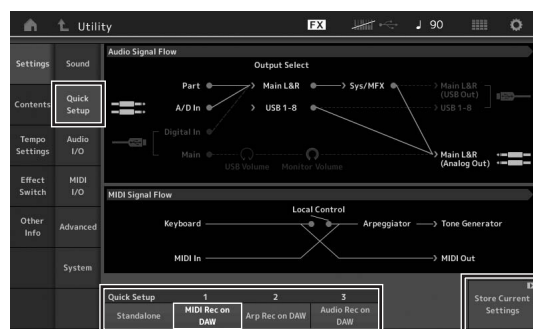 Utility
FX
♩ 90
Settings
Sound
Contents
Quick
Setup
Tempo
Settings
Audio
I/O
Effect
Switch
MIDI
I/O
Other
Info
Advanced
System
Audio Signal Flow
Output Select
Part
Main L&R
Sys/MFX
Main L&R
(USB Out)
A/D In
USB 1-8
USB 1-8
Digital In
Main
USB Volume
Monitor Volume
Main L&R
(Analog Out)
MIDI Signal Flow
Local Control
Keyboard
Arpeggiator
Tone Generator
MIDI In
MIDI Out
Quick Setup
1
2
3
Standalone
MIDI Rec on
DAW
Arp Rec on DAW
Audio Rec on
DAW
Store Current
Settings